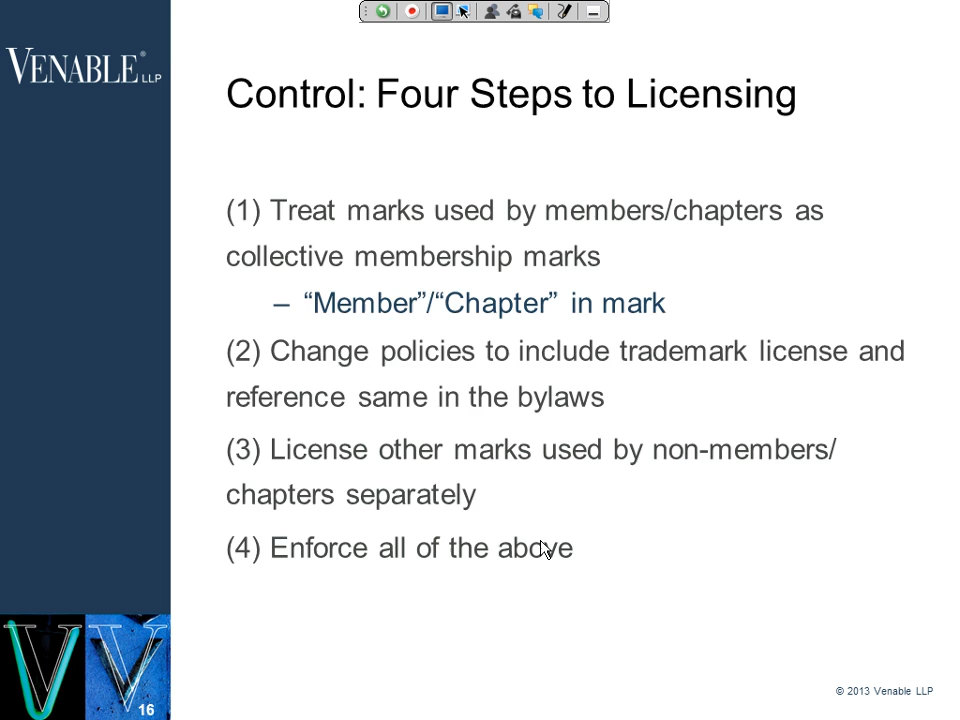 VENABLE® LLP
Control: Four Steps to Licensing
(1) Treat marks used by members/chapters as
collective membership marks
– “Member”/“Chapter” in mark
(2) Change policies to include trademark license and
reference same in the bylaws
(3) License other marks used by non-members/
chapters separately
(4) Enforce all of the above
V V
16
© 2013 Venable LLP